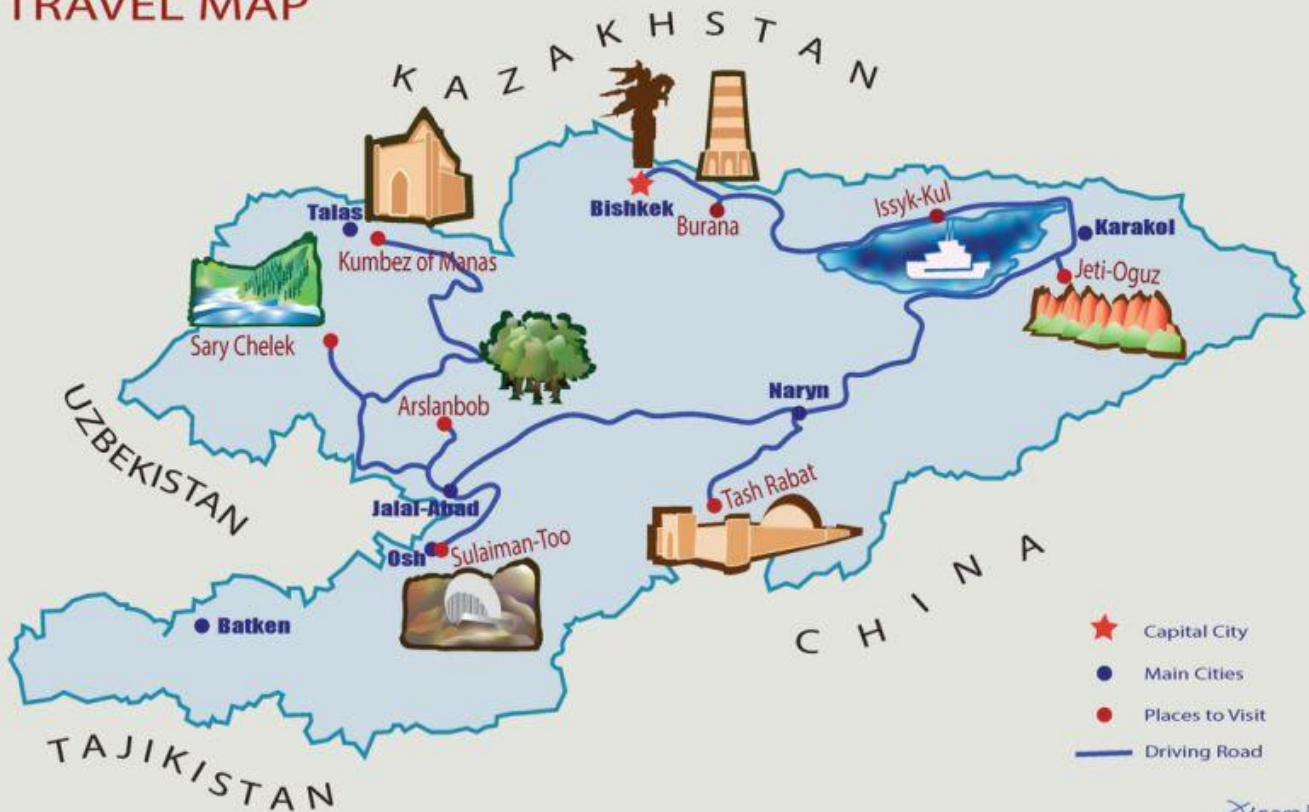 TRAVEL MAP
KAZAKHSTAN
Talas
Kumbez of Manas
Bishkek
Burana
Issyk-Kul
Karakol
Jeti-Oguz
Sary Chelek
Arslanbob
Naryn
UZBEKISTAN
Jalal-Abad
Tash Rabat
Osh
Sulaiman-Too
CHINA
Batken
TAJIKISTAN
Capital City
Main Cities
Places to Visit
Driving Road